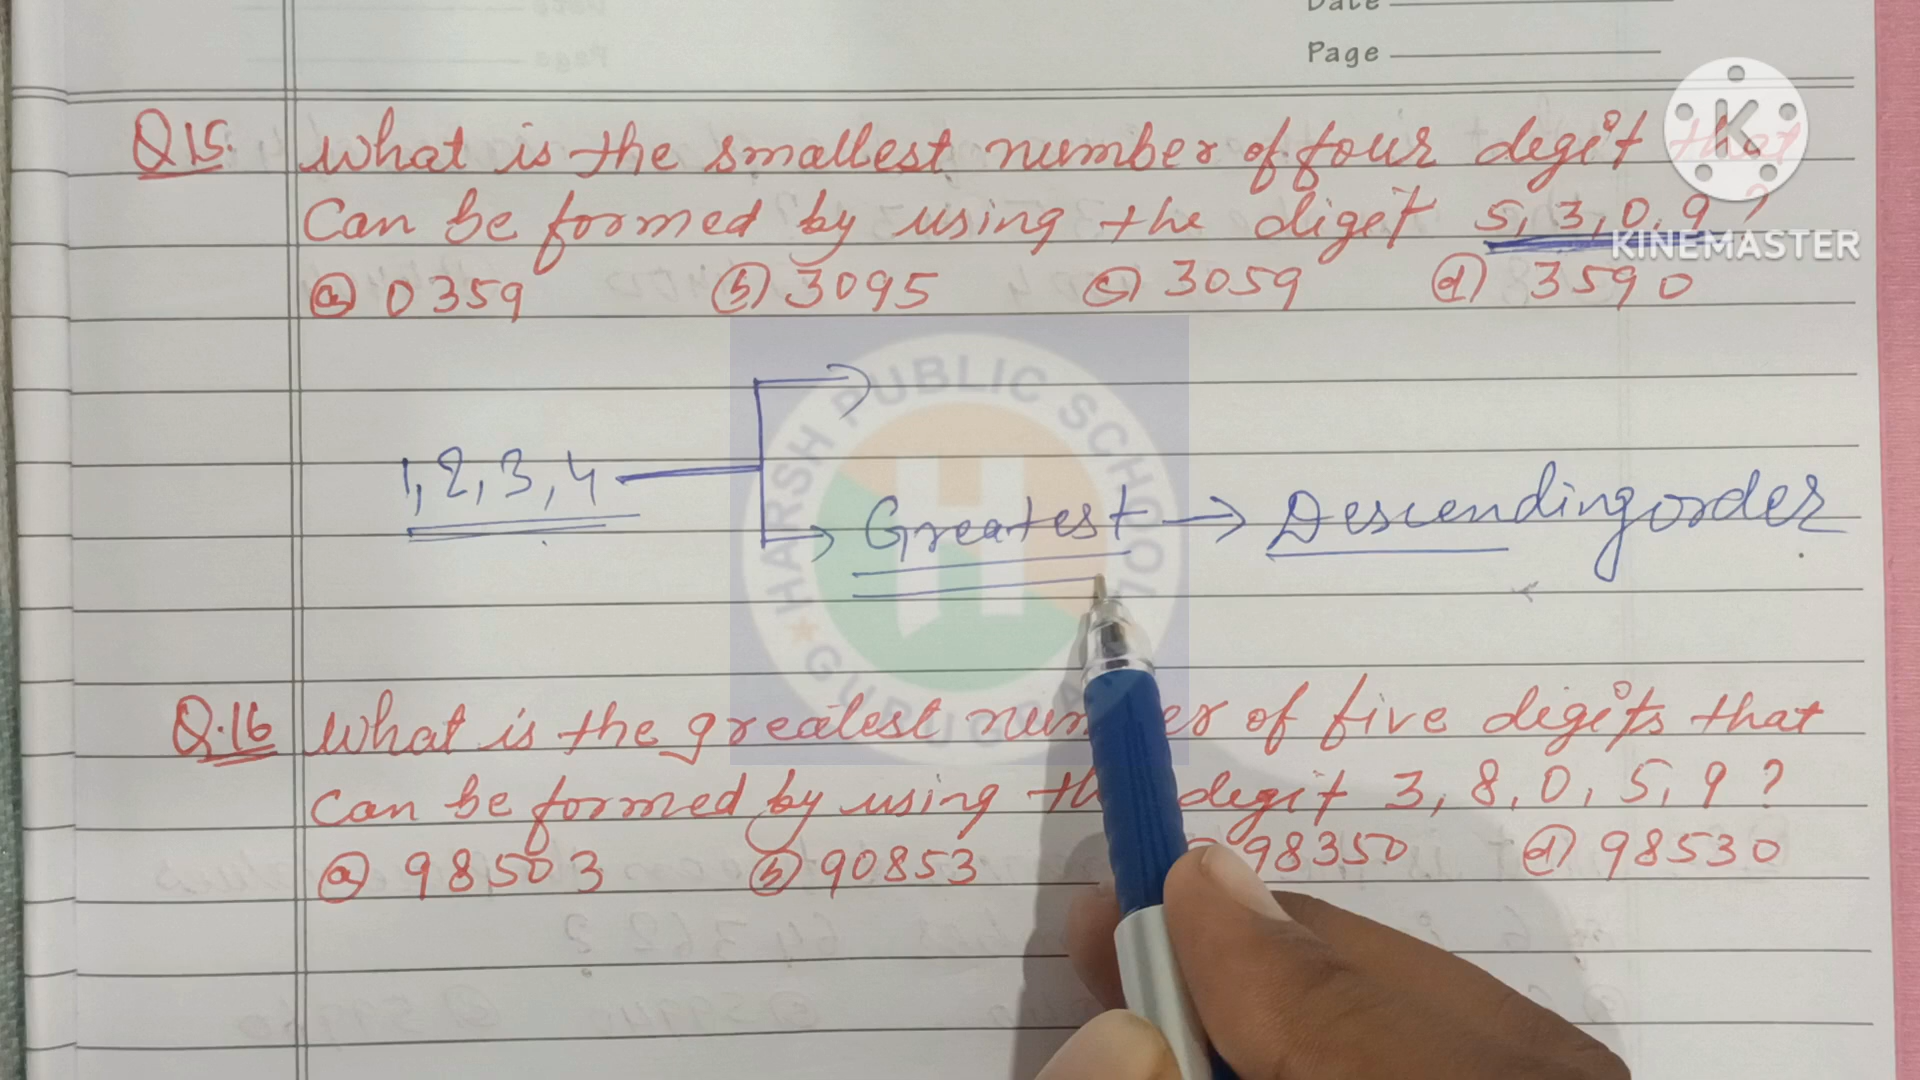 Date
Page
Q15. What is the smallest number of four degit that
KINEMASTER
Can be formed by using the diget 5, 3, 0, 9 ?
(a) 0359 (b) 3095 (c) 3059 (d) 3590
HARSH PUBLIC SCHOOL
1, 2, 3, 4
Greatest → Descending order
Q.16 What is the greatest number of five digits that
can be formed by using degit 3, 8, 0, 5, 9 ?
(a) 98503 (b) 90853 98350 (d) 98530